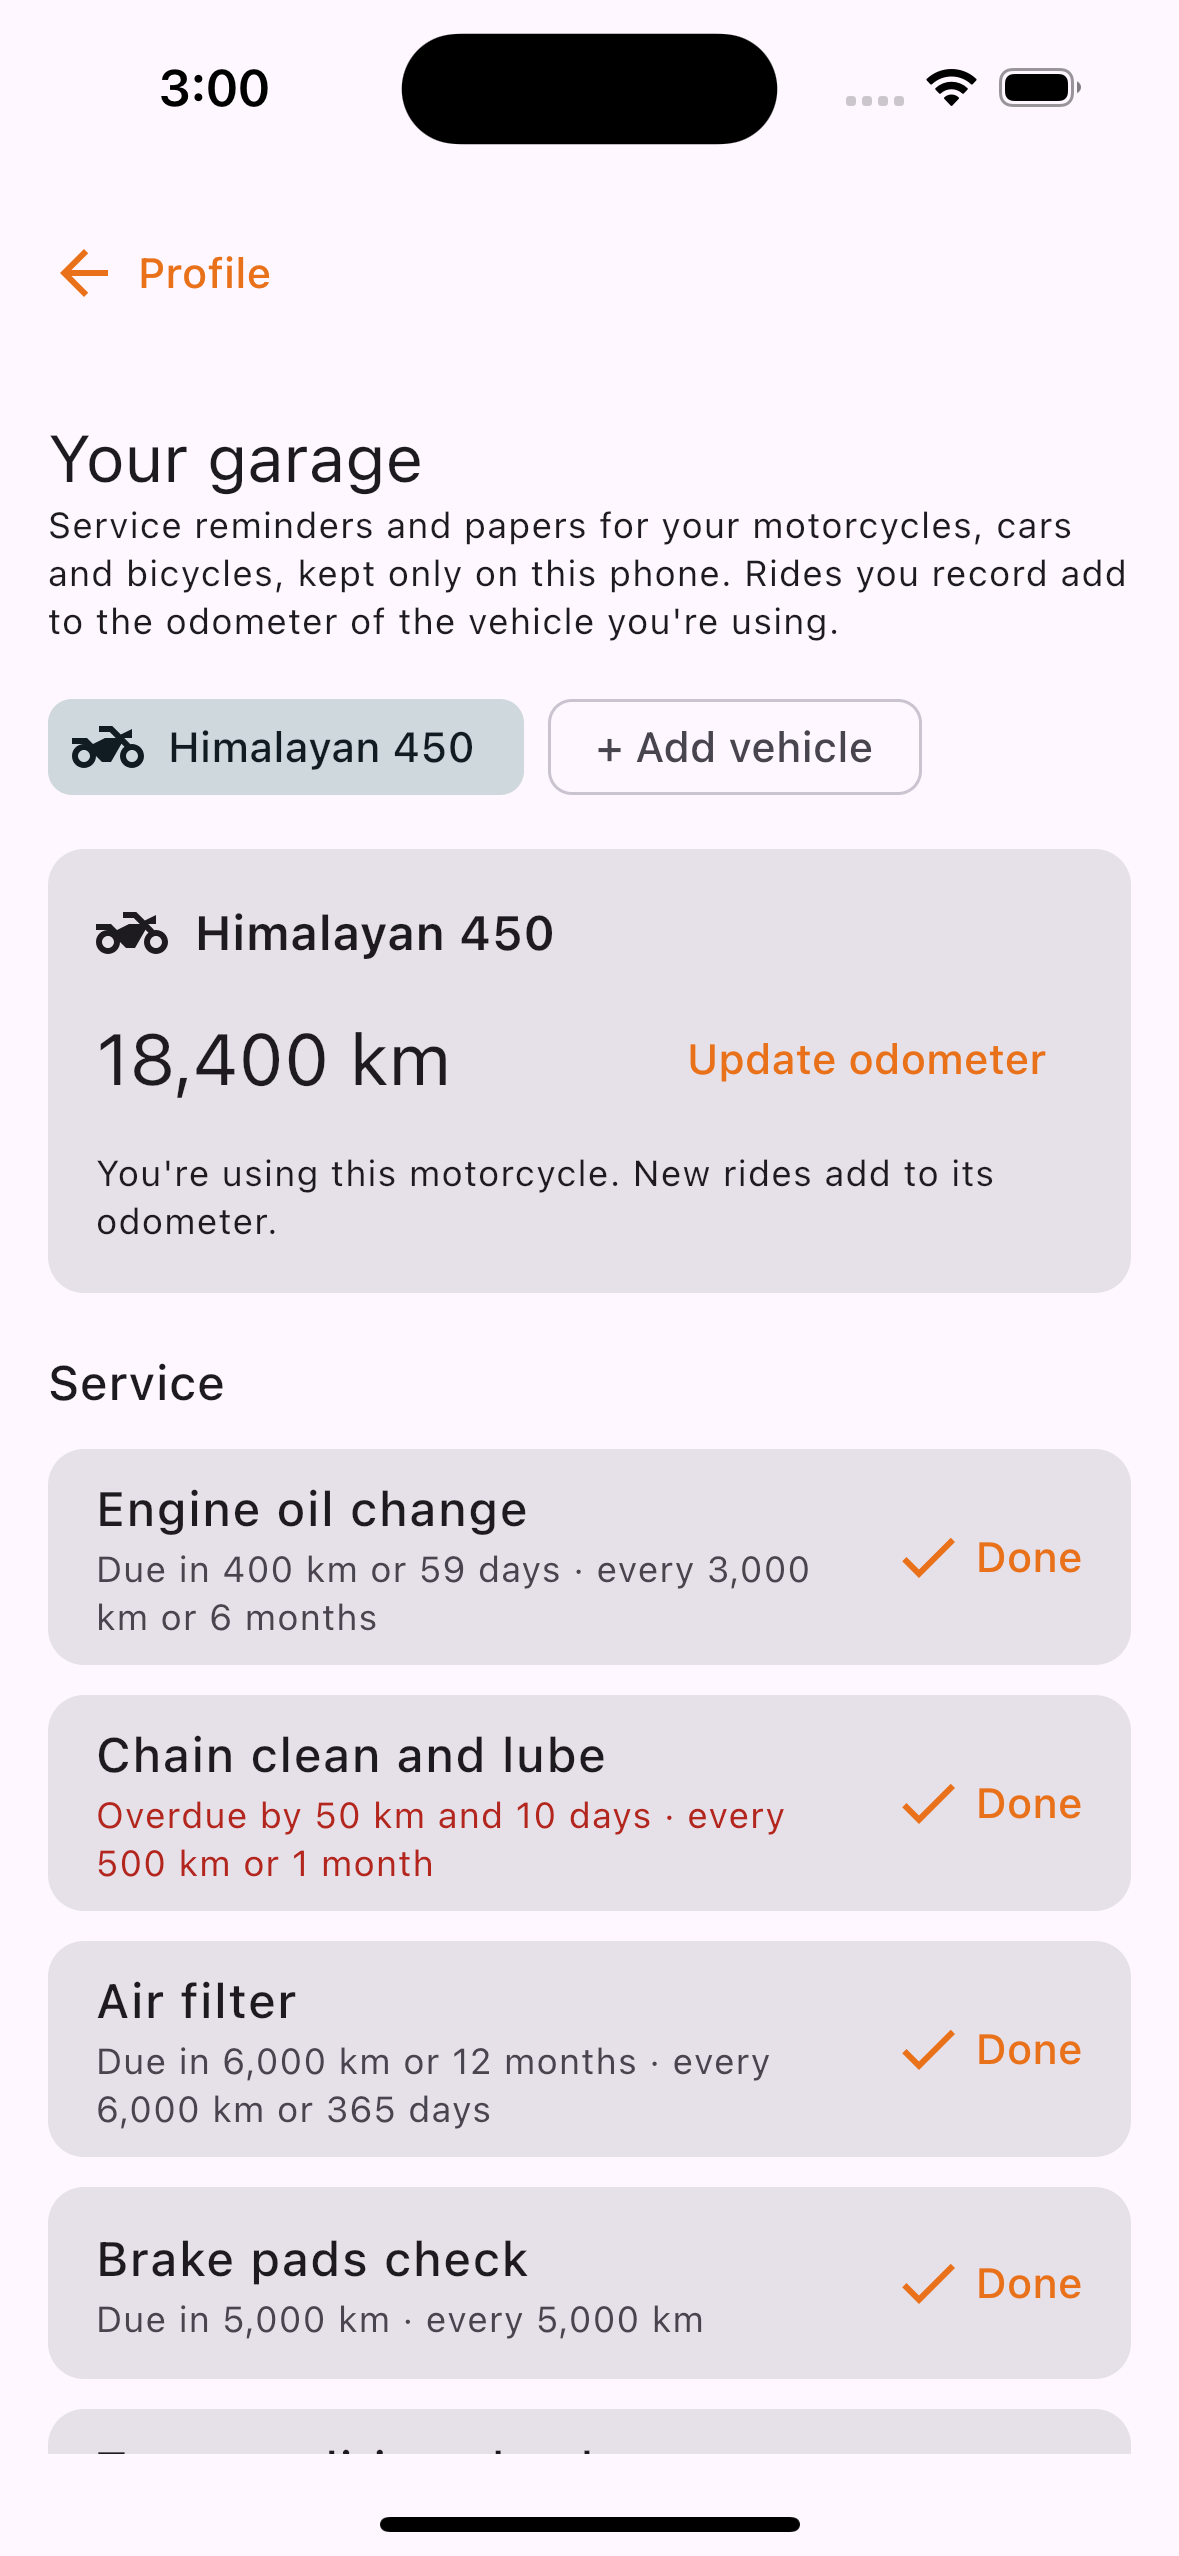 3:00
Profile
Your garage
Service reminders and papers for your motorcycles, cars
and bicycles, kept only on this phone. Rides you record add
to the odometer of the vehicle you're using.
Himalayan 450
+ Add vehicle
Himalayan 450
18,400 km
Update odometer
You're using this motorcycle. New rides add to its
odometer.
Service
Engine oil change
Due in 400 km or 59 days · every 3,000
km or 6 months
Done
Chain clean and lube
Overdue by 50 km and 10 days · every
500 km or 1 month
Done
Air filter
Due in 6,000 km or 12 months · every
6,000 km or 365 days
Done
Brake pads check
Due in 5,000 km · every 5,000 km
Done